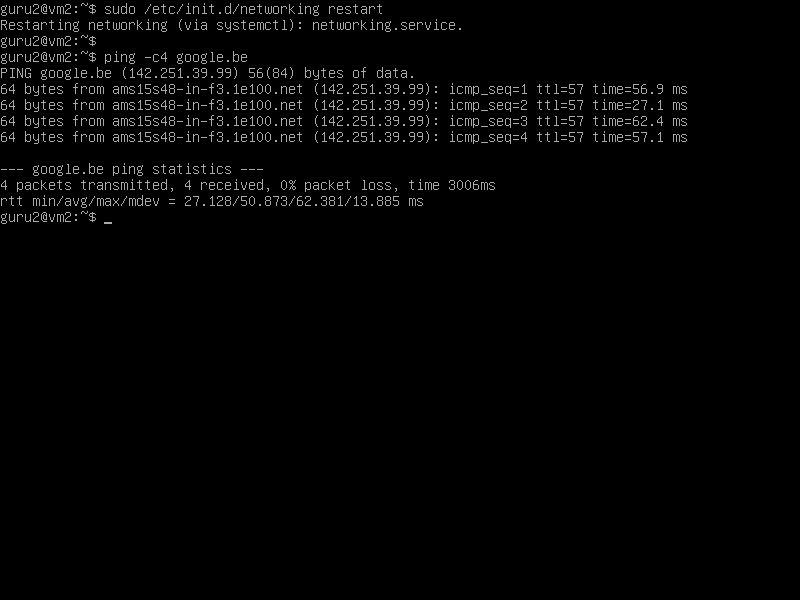 guru2@vm2:~$ sudo /etc/init.d/networking restart
Restarting networking (via systemctl): networking.service.
guru2@vm2:~$
guru2@vm2:~$ ping -c4 google.be
PING google.be (142.251.39.99) 56(84) bytes of data.
64 bytes from ams15s48-in-f3.1e100.net (142.251.39.99): icmp_seq=1 ttl=57 time=56.9 ms
64 bytes from ams15s48-in-f3.1e100.net (142.251.39.99): icmp_seq=2 ttl=57 time=27.1 ms
64 bytes from ams15s48-in-f3.1e100.net (142.251.39.99): icmp_seq=3 ttl=57 time=62.4 ms
64 bytes from ams15s48-in-f3.1e100.net (142.251.39.99): icmp_seq=4 ttl=57 time=57.1 ms
--- google.be ping statistics ---
4 packets transmitted, 4 received, 0% packet loss, time 3006ms
rtt min/avg/max/mdev = 27.128/50.873/62.381/13.885 ms
guru2@vm2:~$ _